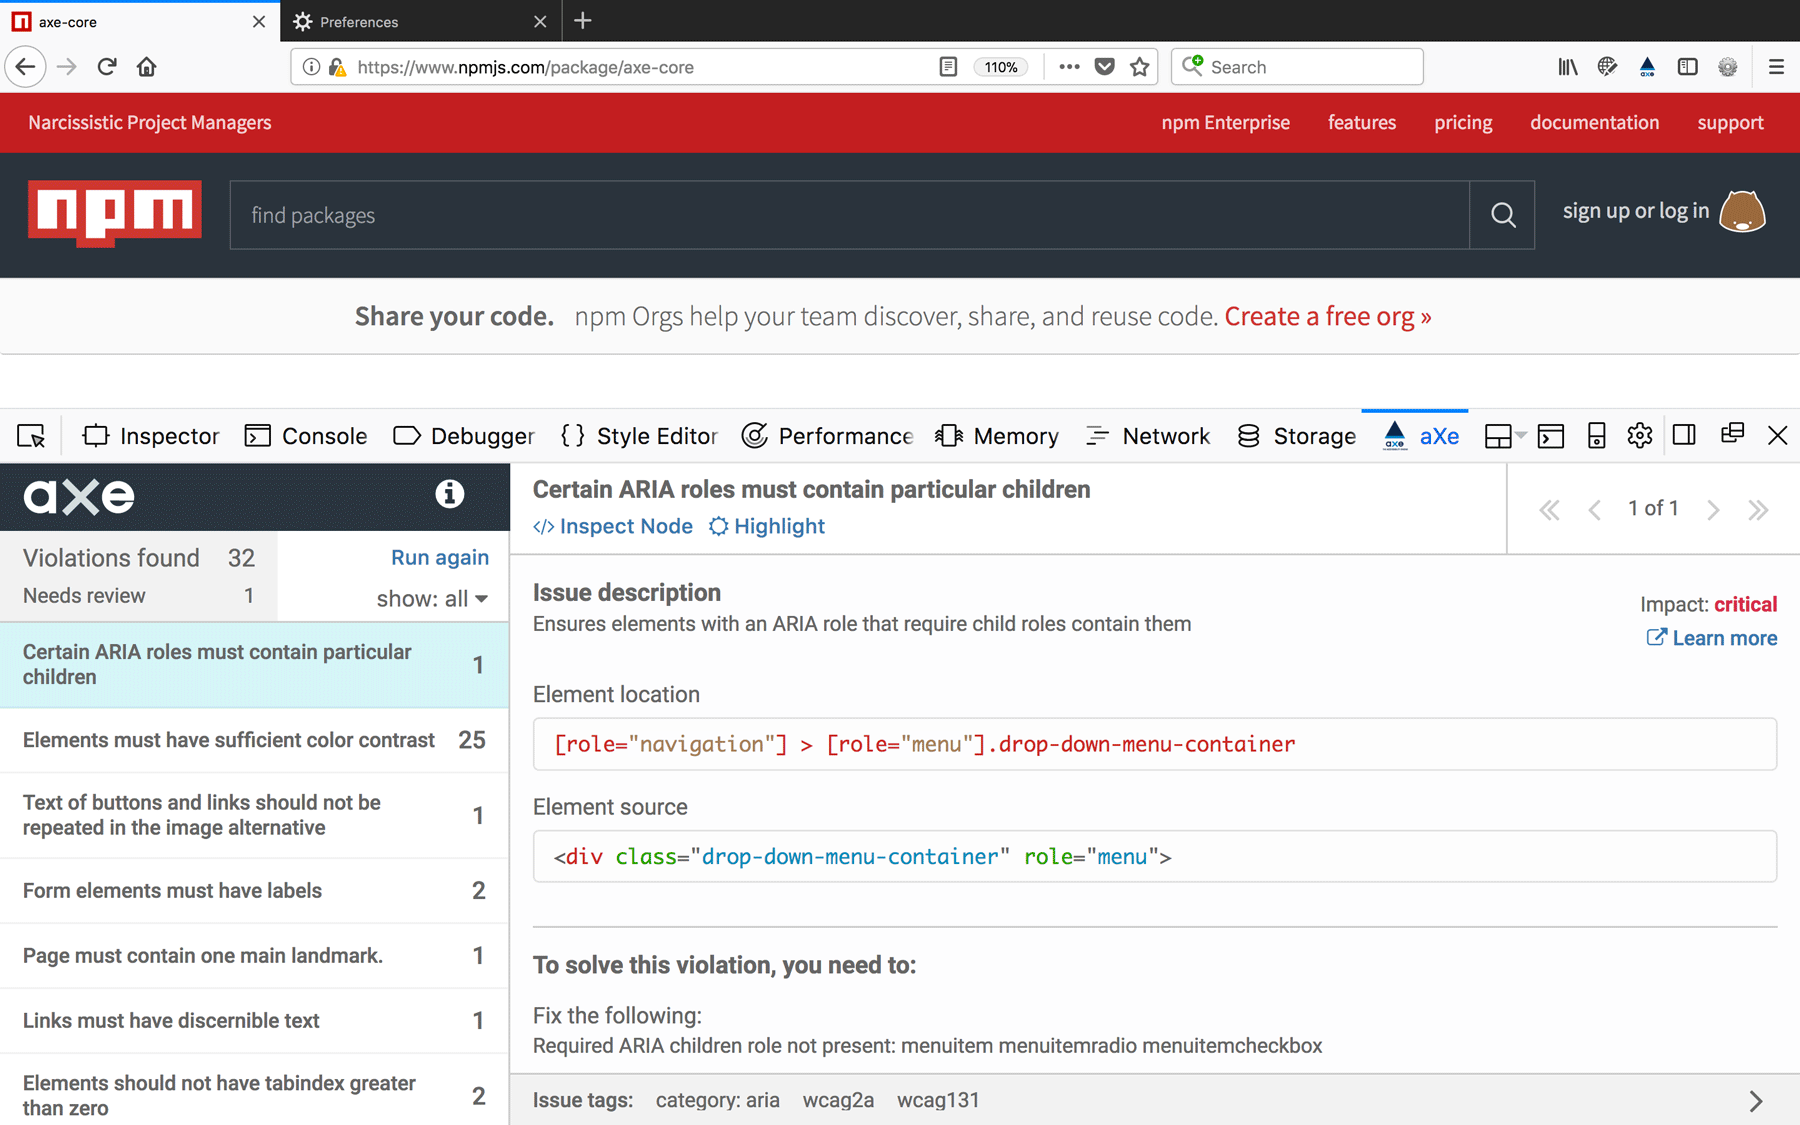 axe-core
Preferences
https://www.npmjs.com/package/axe-core
110%
Search
Narcissistic Project Managers
npm Enterprise
features
pricing
documentation
support
npm
find packages
sign up or log in
Share your code. npm Orgs help your team discover, share, and reuse code. Create a free org »
Inspector
Console
Debugger
Style Editor
Performance
Memory
Network
Storage
aXe
axe
Violations found 32
Needs review 1
Run again
show: all
Certain ARIA roles must contain particular
children
1
Elements must have sufficient color contrast 25
Text of buttons and links should not be
repeated in the image alternative
1
Form elements must have labels 2
Page must contain one main landmark. 1
Links must have discernible text 1
Elements should not have tabindex greater
than zero
2
Certain ARIA roles must contain particular children
</> Inspect Node
Highlight
1 of 1
Issue description
Ensures elements with an ARIA role that require child roles contain them
Impact: critical
Learn more
Element location
[role="navigation"] > [role="menu"].drop-down-menu-container
Element source
<div class="drop-down-menu-container" role="menu">
To solve this violation, you need to:
Fix the following:
Required ARIA children role not present: menuitem menuitemradio menuitemcheckbox
Issue tags: category: aria wcag2a wcag131